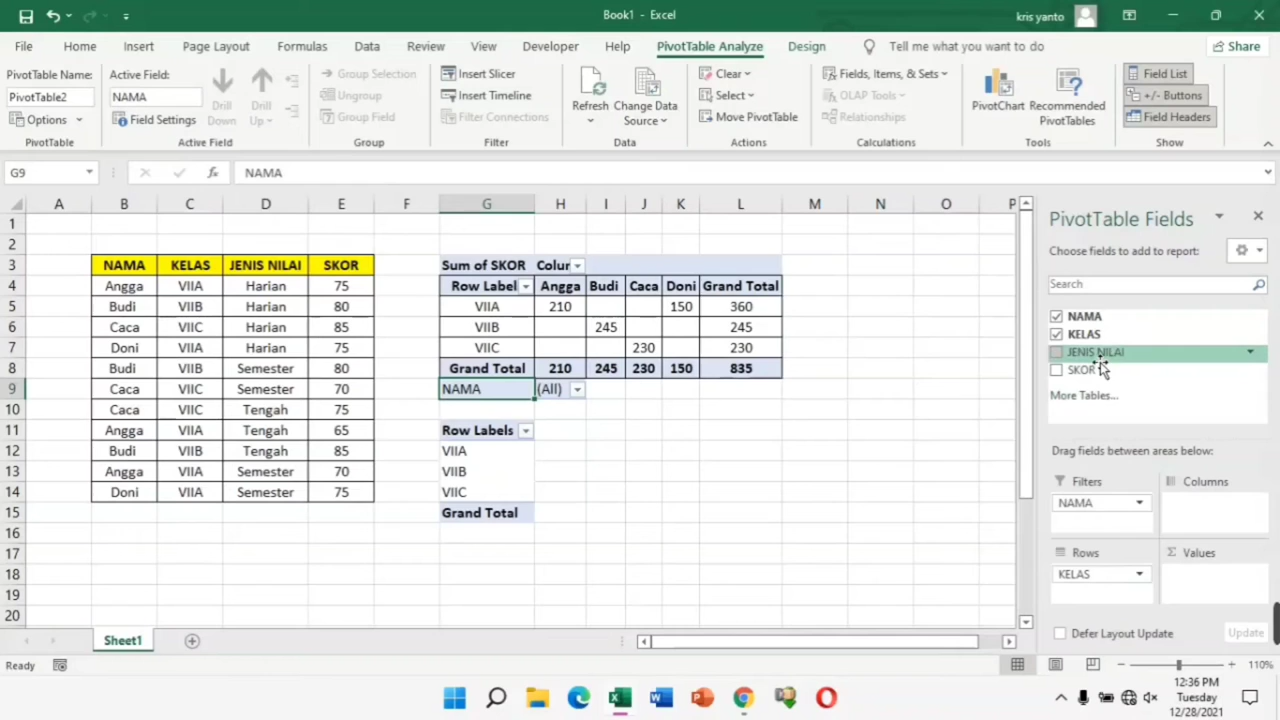 Book1 - Excel
kris yanto
File Home Insert Page Layout Formulas Data Review View Developer Help PivotTable Analyze Design Tell me what you want to do Share
PivotTable Name:
PivotTable2
Options
PivotTable
Active Field:
NAMA
Field Settings
Drill Down
Drill Up
Active Field
Group Selection
Ungroup
Group Field
Group
Insert Slicer
Insert Timeline
Filter Connections
Filter
Refresh
Change Data Source
Data
Clear
Select
Move PivotTable
Actions
Fields, Items, & Sets
OLAP Tools
Relationships
Calculations
PivotChart
Recommended PivotTables
Tools
Field List
+/- Buttons
Field Headers
Show
G9 fx NAMA
A B C D E F G H I J K L M N O P
1
2
3 NAMA KELAS JENIS NILAI SKOR Sum of SKOR Colur
4 Angga VIIA Harian 75 Row Label Angga Budi Caca Doni Grand Total
5 Budi VIIB Harian 80 VIIA 210 150 360
6 Caca VIIC Harian 85 VIIB 245 245
7 Doni VIIA Harian 75 VIIC 230 230
8 Budi VIIB Semester 80 Grand Total 210 245 230 150 835
9 Caca VIIC Semester 70 NAMA (All)
10 Caca VIIC Tengah 75
11 Angga VIIA Tengah 65 Row Labels
12 Budi VIIB Tengah 85 VIIA
13 Angga VIIA Semester 70 VIIB
14 Doni VIIA Semester 75 VIIC
15 Grand Total
16
17
18
19
20
PivotTable Fields
Choose fields to add to report:
Search
NAMA
KELAS
JENIS NILAI
SKOR
More Tables...
Drag fields between areas below:
Filters Columns
NAMA
Rows Σ Values
KELAS
Defer Layout Update Update
Sheet1
Ready 110%
12:36 PM
Tuesday
12/28/2021